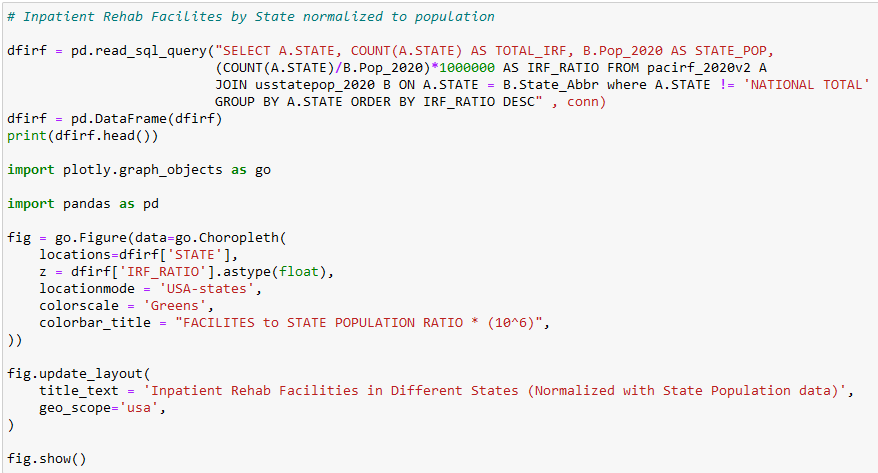 # Inpatient Rehab Facilites by State normalized to population
dfirf = pd.read_sql_query("SELECT A.STATE, COUNT(A.STATE) AS TOTAL_IRF, B.Pop_2020 AS STATE_POP,
(COUNT(A.STATE)/B.Pop_2020)*1000000 AS IRF_RATIO FROM pacirf_2020v2 A
JOIN usstatepop_2020 B ON A.STATE = B.State_Abbr where A.STATE != 'NATIONAL TOTAL'
GROUP BY A.STATE ORDER BY IRF_RATIO DESC" , conn)
dfirf = pd.DataFrame(dfirf)
print(dfirf.head())
import plotly.graph_objects as go
import pandas as pd
fig = go.Figure(data=go.Choropleth(
locations=dfirf['STATE'],
z = dfirf['IRF_RATIO'].astype(float),
locationmode = 'USA-states',
colorscale = 'Greens',
colorbar_title = "FACILITES to STATE POPULATION RATIO * (10^6)",
))
fig.update_layout(
title_text = 'Inpatient Rehab Facilities in Different States (Normalized with State Population data)',
geo_scope='usa',
)
fig.show()